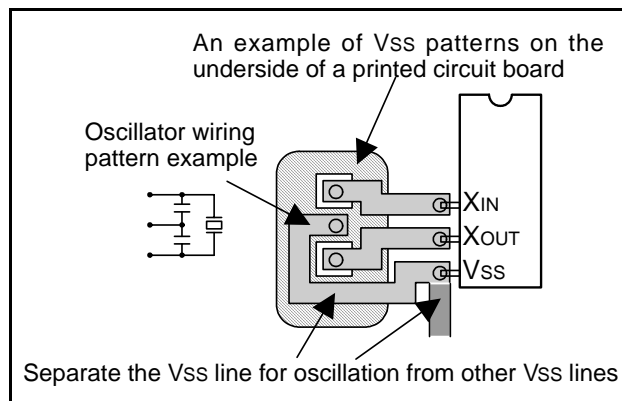 An example of VSS patterns on the
underside of a printed circuit board
Oscillator wiring
pattern example
XIN
XOUT
VSS
Separate the VSS line for oscillation from other VSS lines